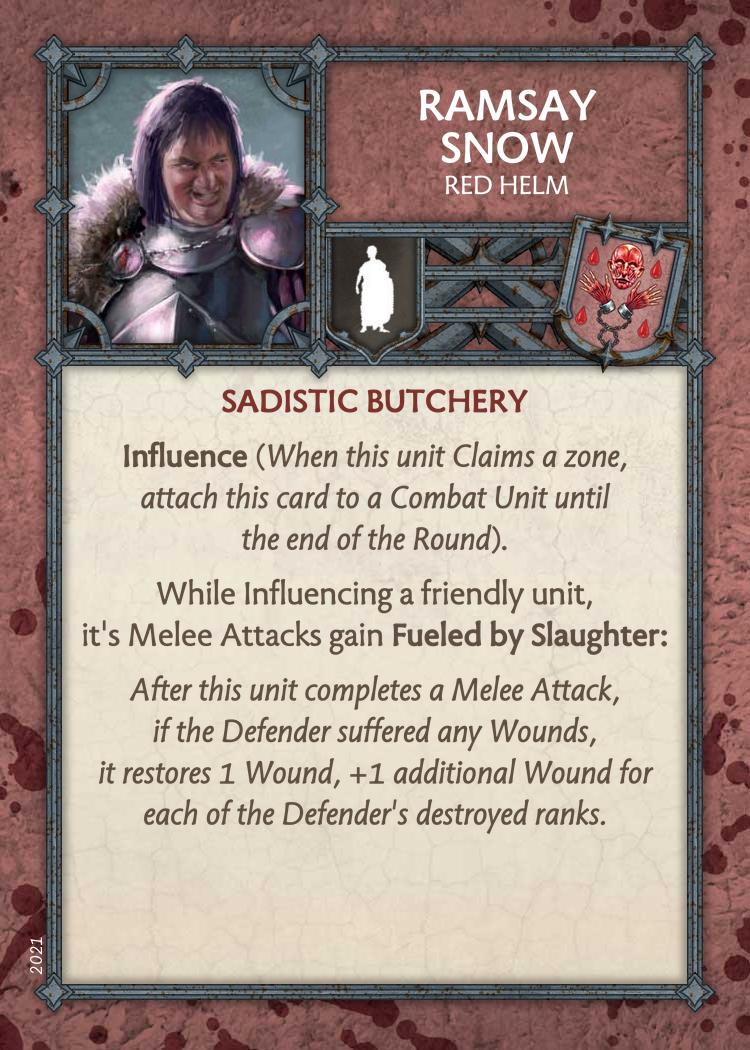 RAMSAY
SNOW
RED HELM
SADISTIC BUTCHERY
Influence (When this unit Claims a zone,
attach this card to a Combat Unit until
the end of the Round).
While Influencing a friendly unit,
it's Melee Attacks gain Fueled by Slaughter:
After this unit completes a Melee Attack,
if the Defender suffered any Wounds,
it restores 1 Wound, +1 additional Wound for
each of the Defender's destroyed ranks.
2021